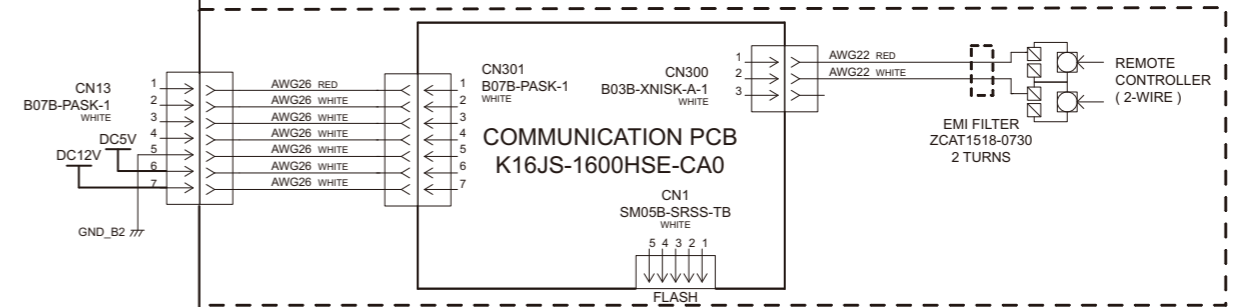 CN13
B07B-PASK-1
WHITE
1
2
3
4
5
6
7
DC5V
DC12V
GND_B2
AWG26 RED
AWG26 WHITE
AWG26 WHITE
AWG26 WHITE
AWG26 WHITE
AWG26 WHITE
AWG26 WHITE
1
2
3
4
5
6
7
CN301
B07B-PASK-1
WHITE
COMMUNICATION PCB
K16JS-1600HSE-CA0
CN1
SM05B-SRSS-TB
WHITE
5 4 3 2 1
FLASH
CN300
B03B-XNISK-A-1
WHITE
1
2
3
AWG22 RED
AWG22 WHITE
EMI FILTER
ZCAT1518-0730
2 TURNS
REMOTE
CONTROLLER
( 2-WIRE )